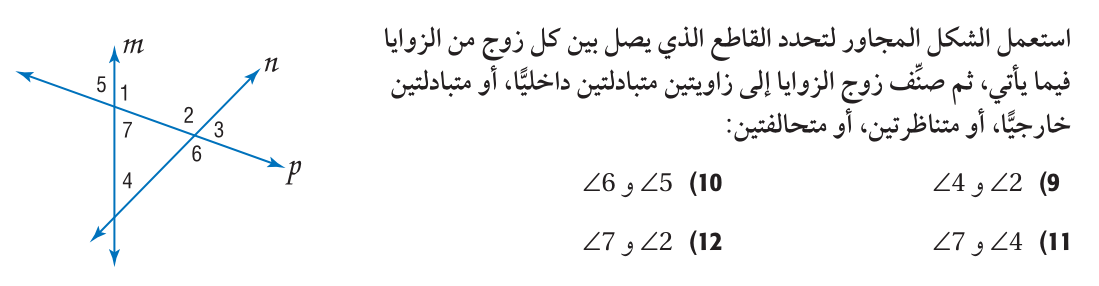 استعمل الشكل المجاور لتحدد القاطع الذي يصل بين كل زوج من الزوايا
فيما يأتي، ثم صنِّف زوج الزوايا إلى زاويتين متبادلتين داخليًّا، أو متبادلتين
خارجيًّا، أو متناظرتين، أو متحالفتين:
(9 ∠2 و ∠4
(10 ∠5 و ∠6
(11 ∠4 و ∠7
(12 ∠2 و ∠7
m
n
5 1
2
7 3
6
p
4